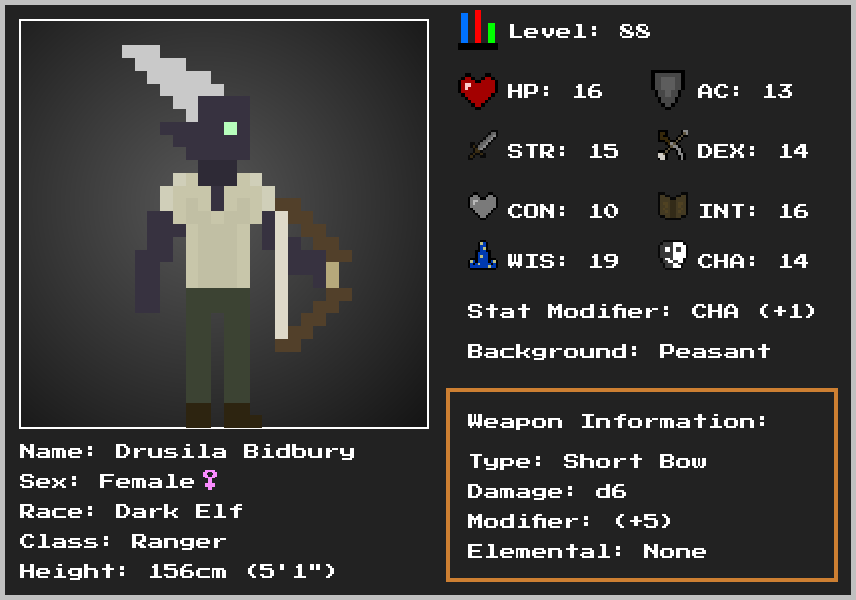 Level: 88
HP: 16 AC: 13
STR: 15 DEX: 14
CON: 10 INT: 16
WIS: 19 CHA: 14
Stat Modifier: CHA (+1)
Background: Peasant
Weapon Information:
Type: Short Bow
Damage: d6
Modifier: (+5)
Elemental: None
Name: Drusila Bidbury
Sex: Female♀
Race: Dark Elf
Class: Ranger
Height: 156cm (5'1")